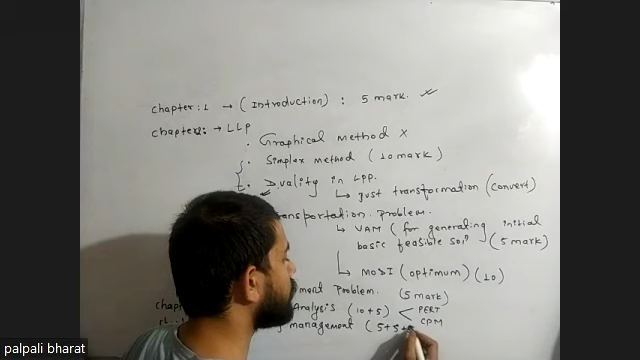 chapter: 1 → (Introduction) : 5 mark.
chapter: → LLP
. Graphical method x
. Simplex method (10 mark)
. Duality in LPP.
↳ just transformation (convert)
ansportation problem.
↳ VAM (for generating initial
basic feasible sol? (5 mark)
↳ MODI (optimum) (10)
ment problem. (5 mark)
Analysis (10+5) < PERT
CPM
management (5+5+
palpali bharat